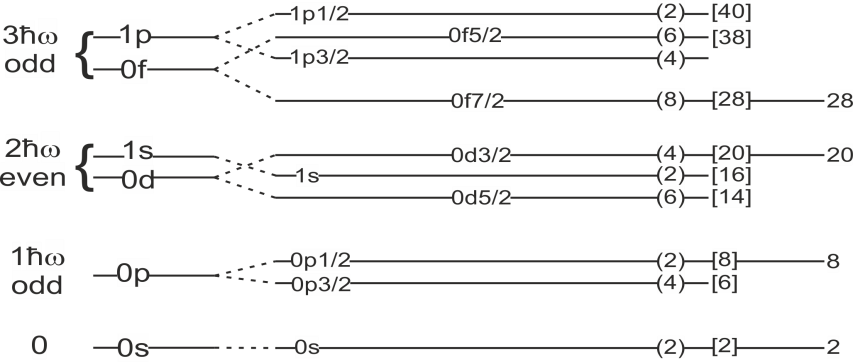 1p1/2 (2) [40]
3ħω odd { 1p 0f5/2 (6) [38]
0f 1p3/2 (4)
0f7/2 (8) [28] 28
2ħω even { 1s 0d3/2 (4) [20] 20
0d 1s (2) [16]
0d5/2 (6) [14]
1ħω odd 0p 0p1/2 (2) [8] 8
0p3/2 (4) [6]
0 0s 0s (2) [2] 2